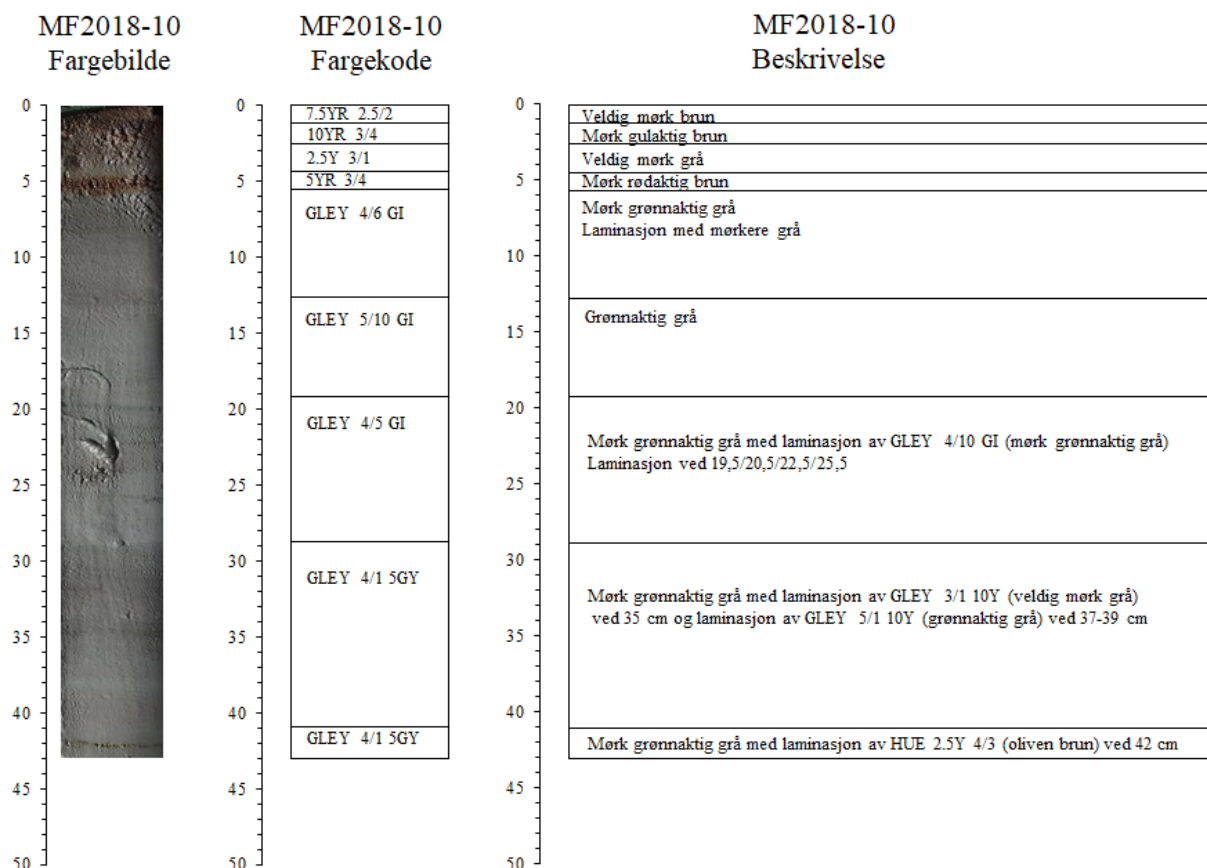 MF2018-10
Fargebilde
MF2018-10
Fargekode
MF2018-10
Beskrivelse
0
5
10
15
20
25
30
35
40
45
50
0
5
10
15
20
25
30
35
40
45
50
7.5YR 2.5/2
10YR 3/4
2.5Y 3/1
5YR 3/4
GLEY 4/6 GI
GLEY 5/10 GI
GLEY 4/5 GI
GLEY 4/1 5GY
GLEY 4/1 5GY
0
5
10
15
20
25
30
35
40
45
50
Veldig mørk brun
Mørk gulaktig brun
Veldig mørk grå
Mørk rødaktig brun
Mørk grønnaktig grå
Laminasjon med mørkere grå
Grønnaktig grå
Mørk grønnaktig grå med laminasjon av GLEY 4/10 GI (mørk grønnaktig grå)
Laminasjon ved 19,5/20,5/22,5/25,5
Mørk grønnaktig grå med laminasjon av GLEY 3/1 10Y (veldig mørk grå)
ved 35 cm og laminasjon av GLEY 5/1 10Y (grønnaktig grå) ved 37-39 cm
Mørk grønnaktig grå med laminasjon av HUE 2.5Y 4/3 (oliven brun) ved 42 cm